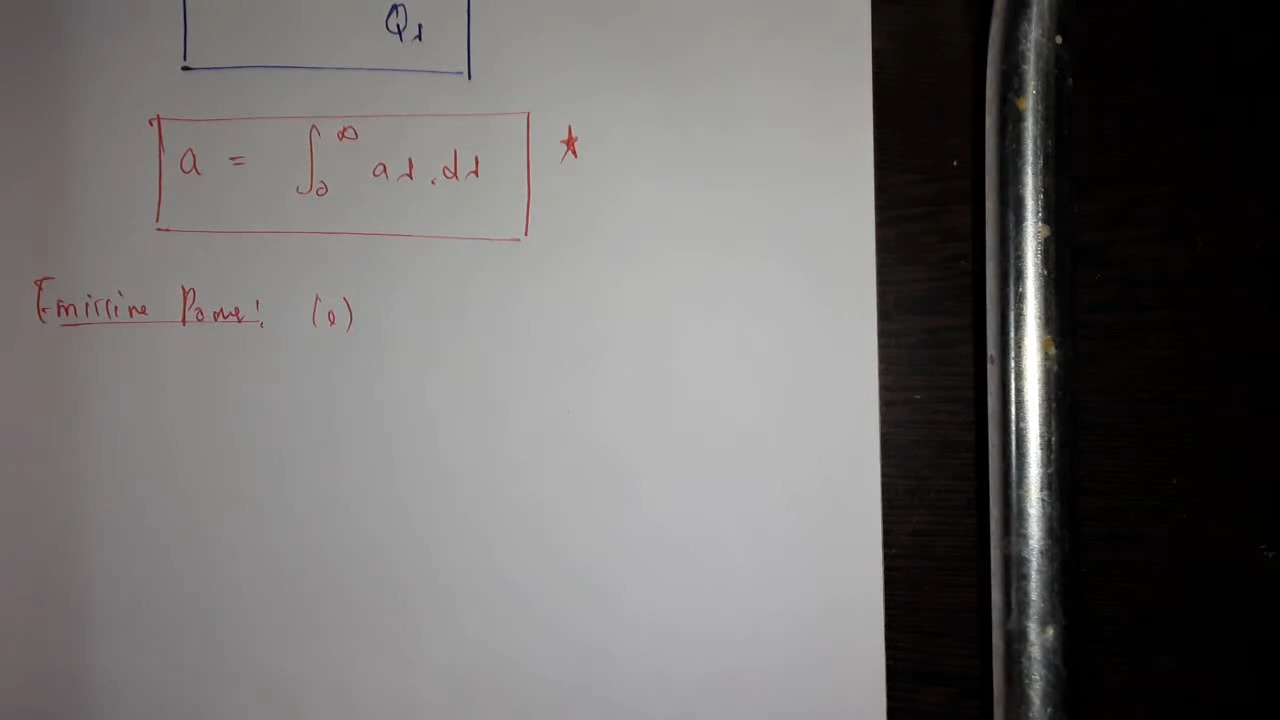 Qλ
a = ∫₀^∞ aλ . dλ ★
Emissive Power: (e)